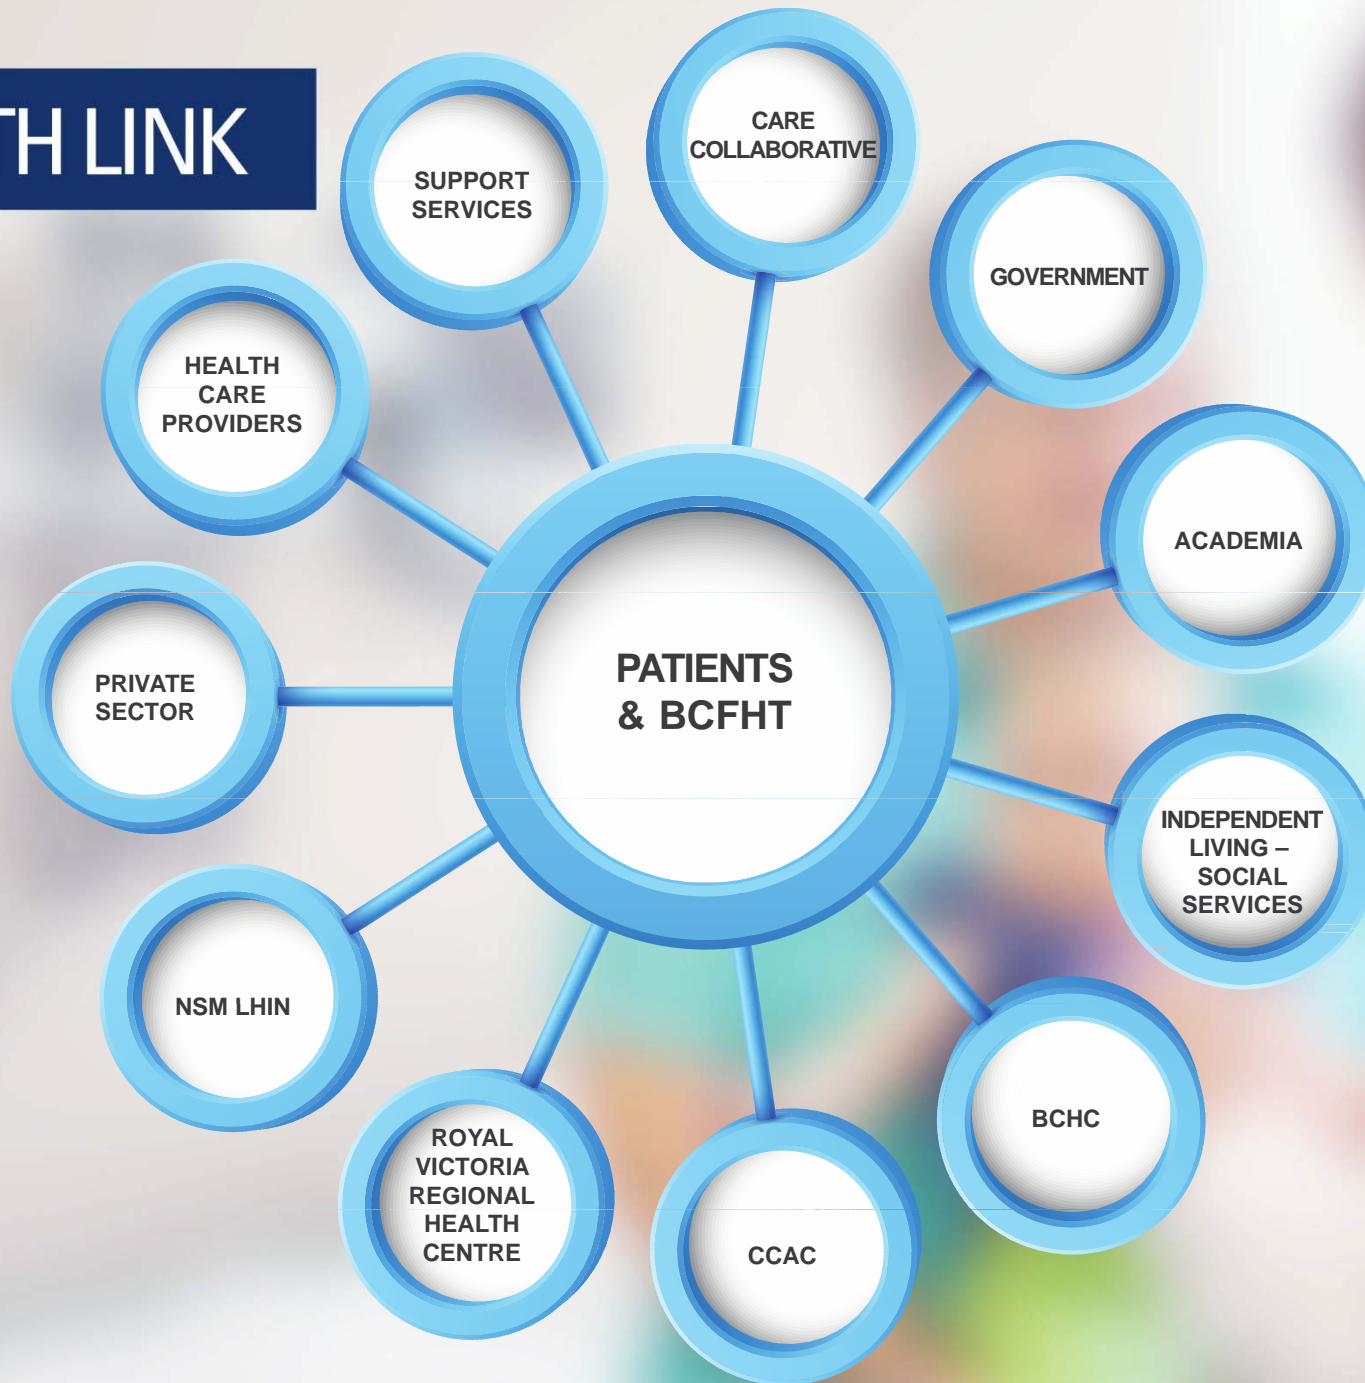 TH LINK
CARE
COLLABORATIVE
SUPPORT
SERVICES
GOVERNMENT
HEALTH
CARE
PROVIDERS
ACADEMIA
PATIENTS
& BCFHT
PRIVATE
SECTOR
INDEPENDENT
LIVING –
SOCIAL
SERVICES
NSM LHIN
BCHC
ROYAL
VICTORIA
REGIONAL
HEALTH
CENTRE
CCAC